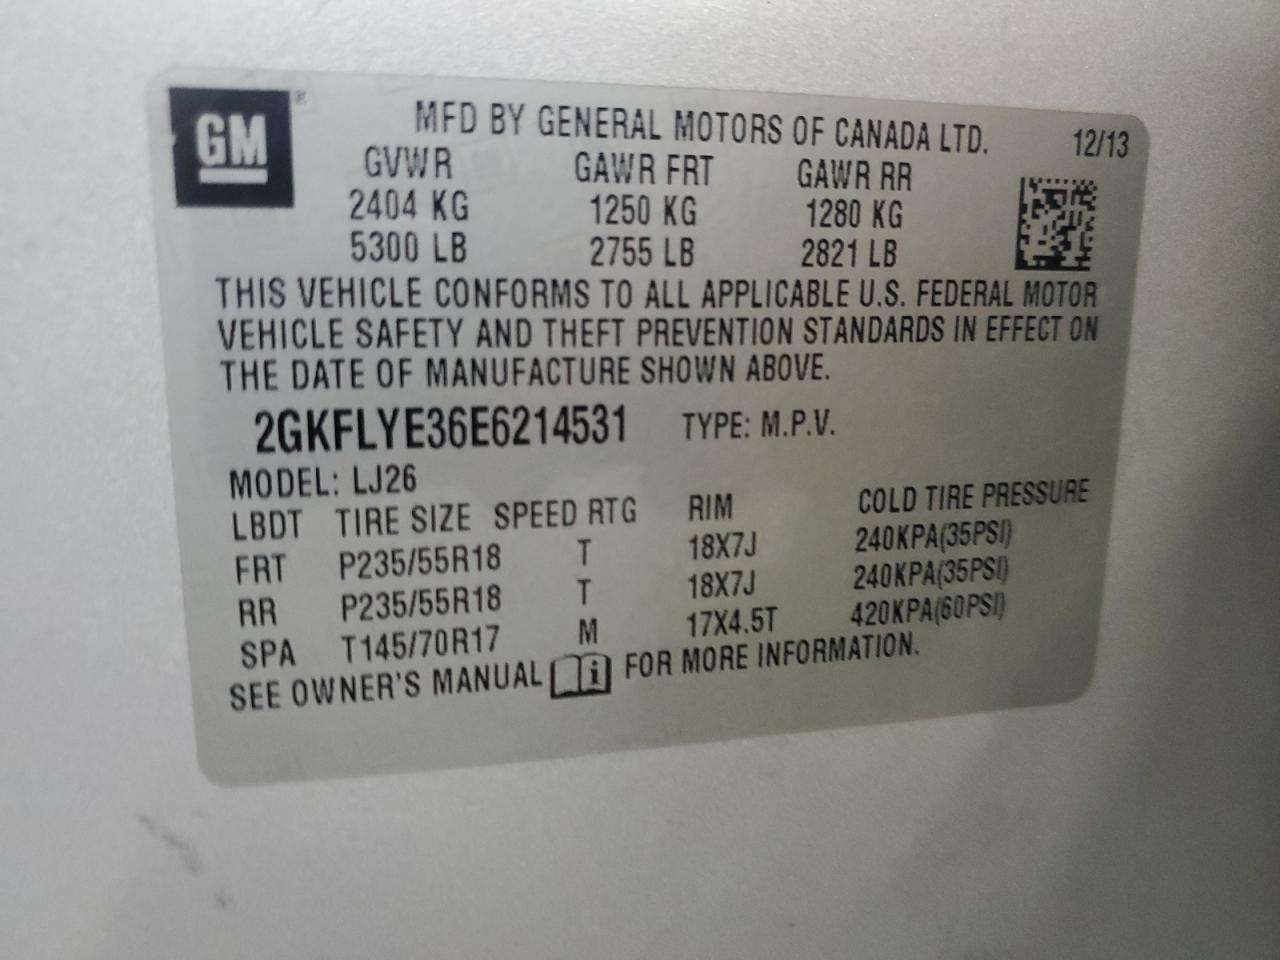 GM ®
MFD BY GENERAL MOTORS OF CANADA LTD. 12/13
GVWR GAWR FRT GAWR RR
2404 KG 1250 KG 1280 KG
5300 LB 2755 LB 2821 LB
THIS VEHICLE CONFORMS TO ALL APPLICABLE U.S. FEDERAL MOTOR
VEHICLE SAFETY AND THEFT PREVENTION STANDARDS IN EFFECT ON
THE DATE OF MANUFACTURE SHOWN ABOVE.
2GKFLYE36E6214531 TYPE: M.P.V.
MODEL: LJ26
LBDT TIRE SIZE SPEED RTG RIM COLD TIRE PRESSURE
FRT P235/55R18 T 18X7J 240KPA(35PSI)
RR P235/55R18 T 18X7J 240KPA(35PSI)
SPA T145/70R17 M 17X4.5T 420KPA(60PSI)
SEE OWNER'S MANUAL i FOR MORE INFORMATION.